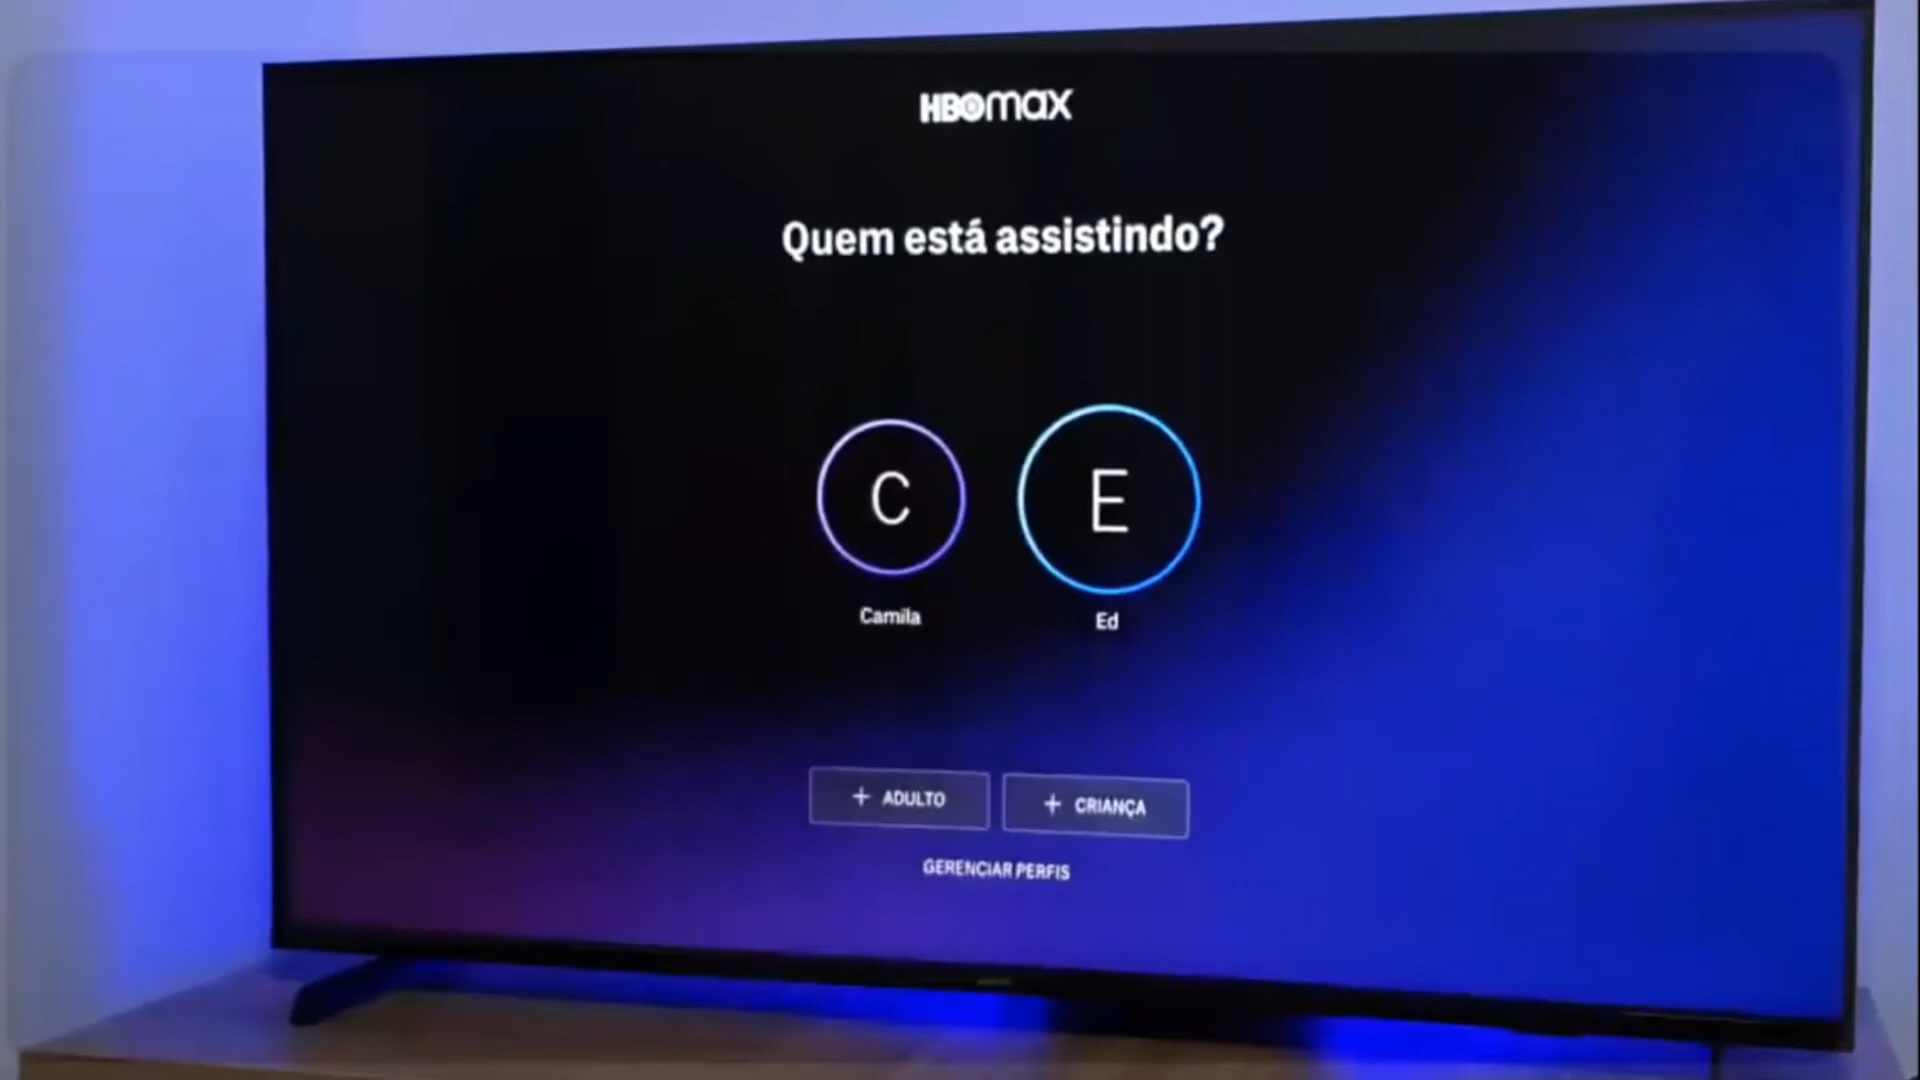 HBOmax
Quem está assistindo?
C
E
Camila
Ed
+ ADULTO
+ CRIANÇA
GERENCIAR PERFIS